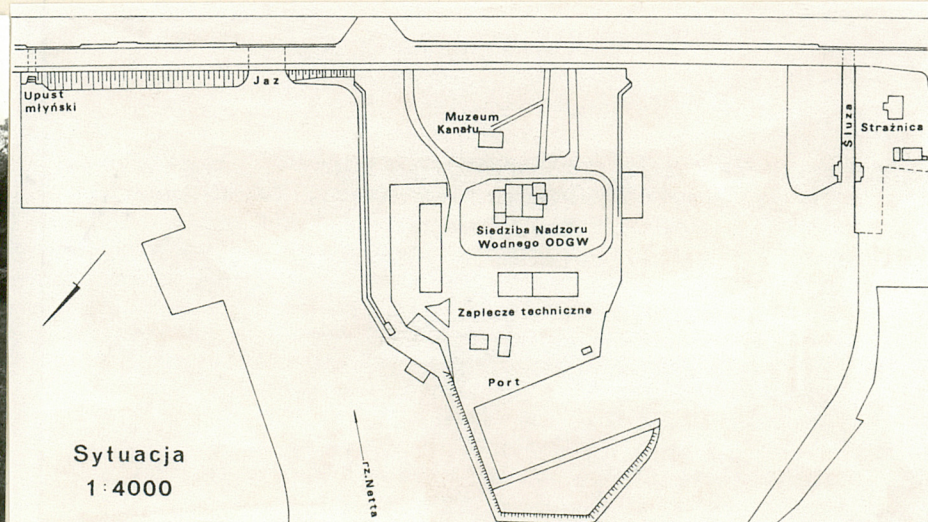 Upust
młyński
Jaz
Muzeum
Kanału
Śluza
Strażnica
Siedziba Nadzoru
Wodnego ODGW
Zaplecze techniczne
Port
Sytuacja
1:4000
rz.Netta